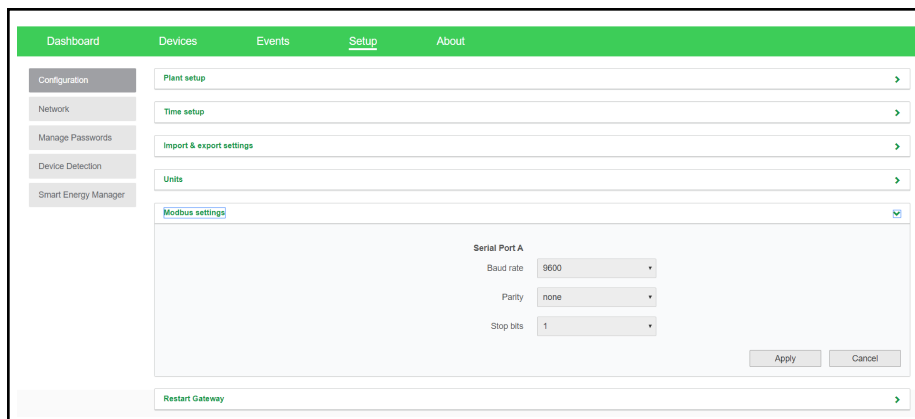 Dashboard Devices Events Setup About
Configuration
Network
Manage Passwords
Device Detection
Smart Energy Manager
Plant setup
Time setup
Import & export settings
Units
Modbus settings
Serial Port A
Baud rate 9600
Parity none
Stop bits 1
Apply Cancel
Restart Gateway